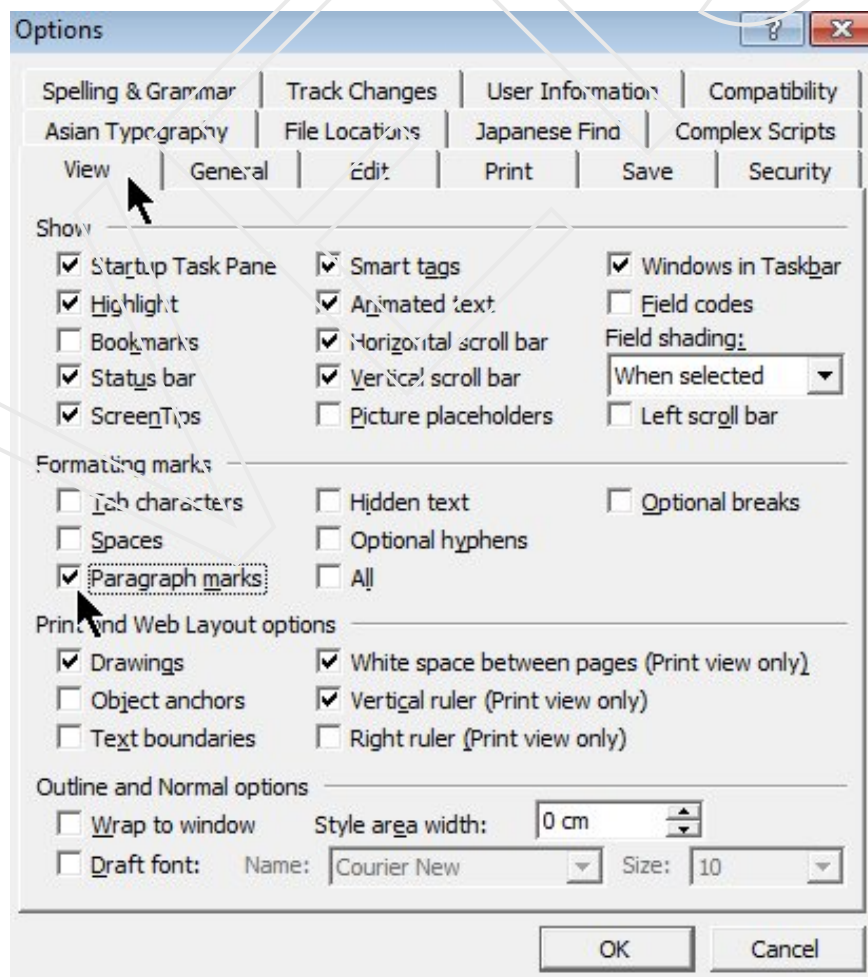 Options
Spelling & Grammar Track Changes User Information Compatibility
Asian Typography File Locations Japanese Find Complex Scripts
View General Edit Print Save Security
Show
Startup Task Pane Smart tags Windows in Taskbar
Highlight Animated text Field codes
Bookmarks Horizontal scroll bar Field shading:
Status bar Vertical scroll bar When selected
ScreenTips Picture placeholders Left scroll bar
Formatting marks
Tab characters Hidden text Optional breaks
Spaces Optional hyphens
Paragraph marks All
Print and Web Layout options
Drawings White space between pages (Print view only)
Object anchors Vertical ruler (Print view only)
Text boundaries Right ruler (Print view only)
Outline and Normal options
Wrap to window Style area width: 0 cm
Draft font: Name: Courier New Size: 10
OK Cancel